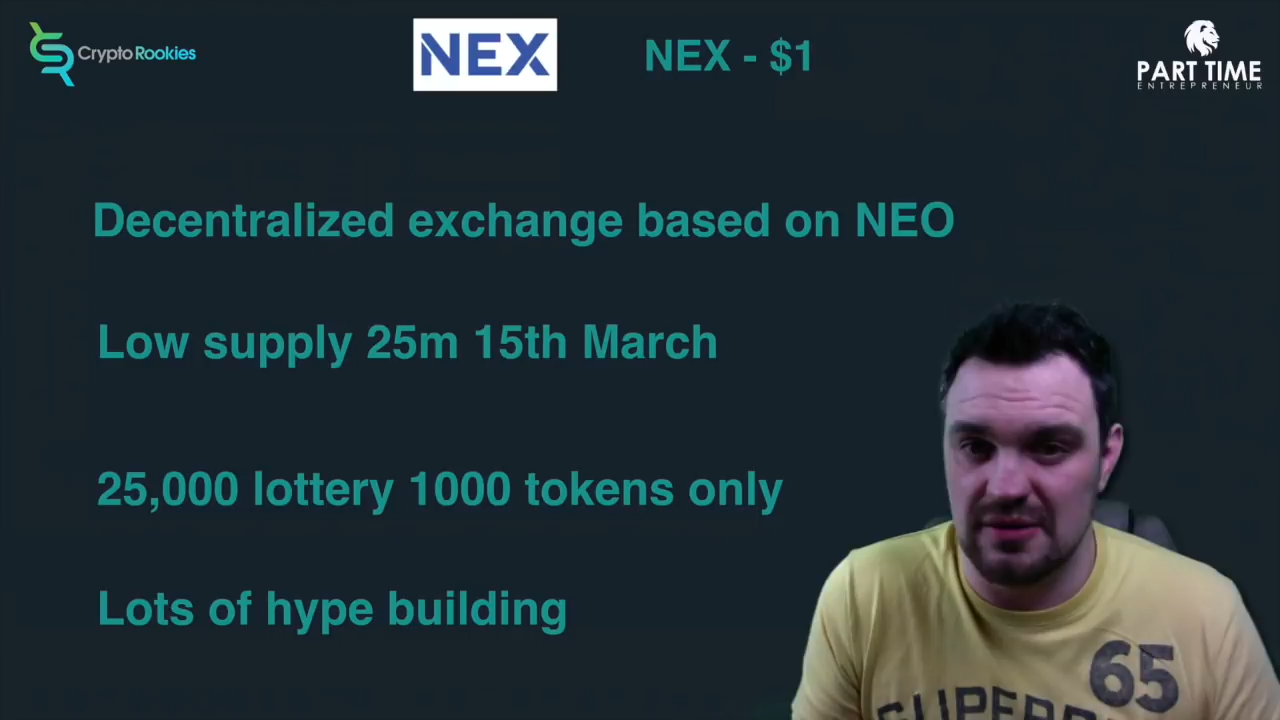 Crypto Rookies
NEX
NEX - $1
PART TIME
ENTREPRENEUR
Decentralized exchange based on NEO
Low supply 25m 15th March
25,000 lottery 1000 tokens only
Lots of hype building
65